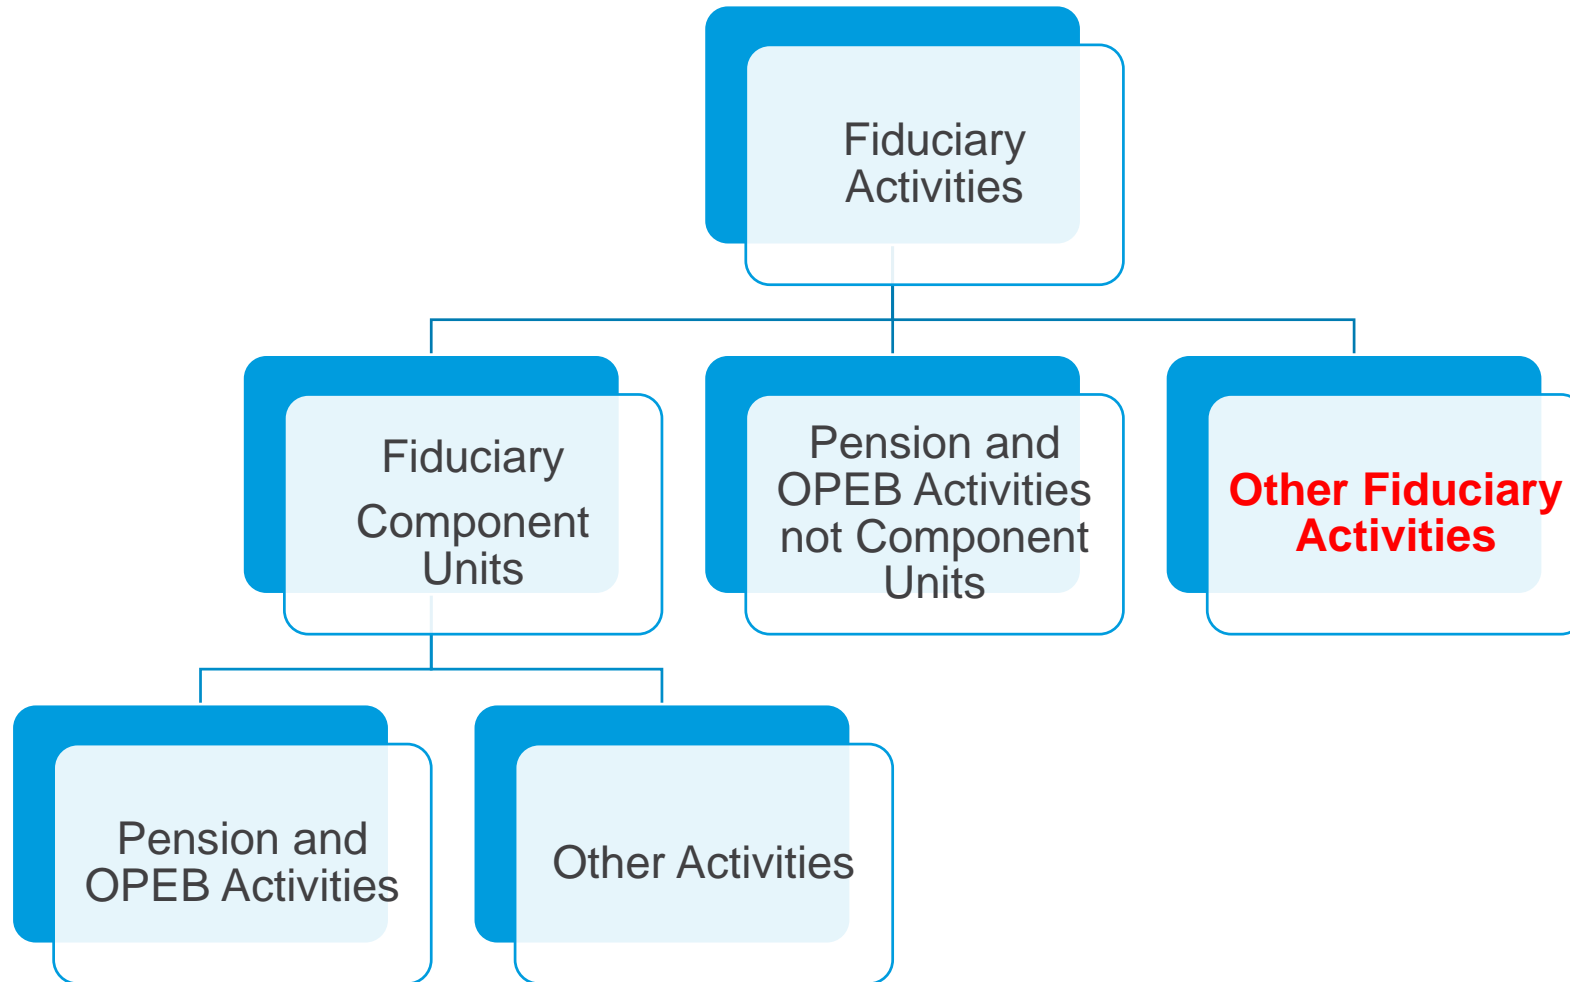 Fiduciary
Activities
Fiduciary
Component
Units
Pension and
OPEB Activities
not Component
Units
Other Fiduciary
Activities
Pension and
OPEB Activities
Other Activities